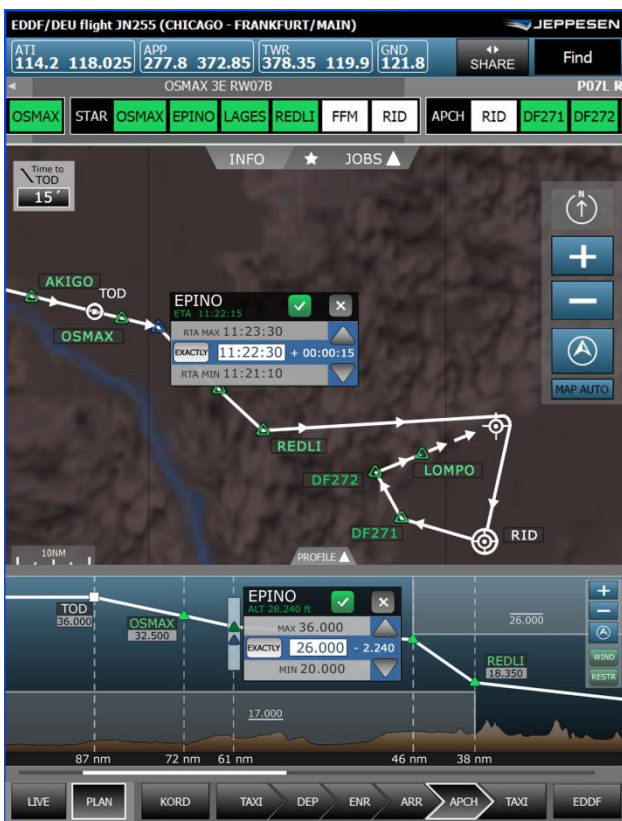 EDDF/DEU flight JN255 (CHICAGO - FRANKFURT/MAIN)
JEPPESEN
ATI
114.2 118.025
APP
277.8 372.85
TWR
378.35 119.9
GND
121.8
SHARE
Find
OSMAX 3E RW07B
P07L R
OSMAX STAR OSMAX EPINO LAGES REDLI FFM RID APCH RID DF271 DF272
INFO ★ JOBS
Time to
TOD
15´
N
AKIGO
TOD
OSMAX
EPINO
ETA 11:22:15
RTA MAX 11:23:30
EXACTLY 11:22:30 + 00:00:15
RTA MIN 11:21:10
MAP AUTO
REDLI
LOMPO
DF272
DF271
RID
10NM
PROFILE
TOD
36.000
OSMAX
32.500
EPINO
ALT 28.240 ft
MAX 36.000
EXACTLY 26.000 - 2.240
MIN 20.000
26.000
WIND
RESTR
REDLI
18.350
17.000
87 nm 72 nm 61 nm 46 nm 38 nm
LIVE PLAN KORD TAXI DEP ENR ARR APCH TAXI EDDF